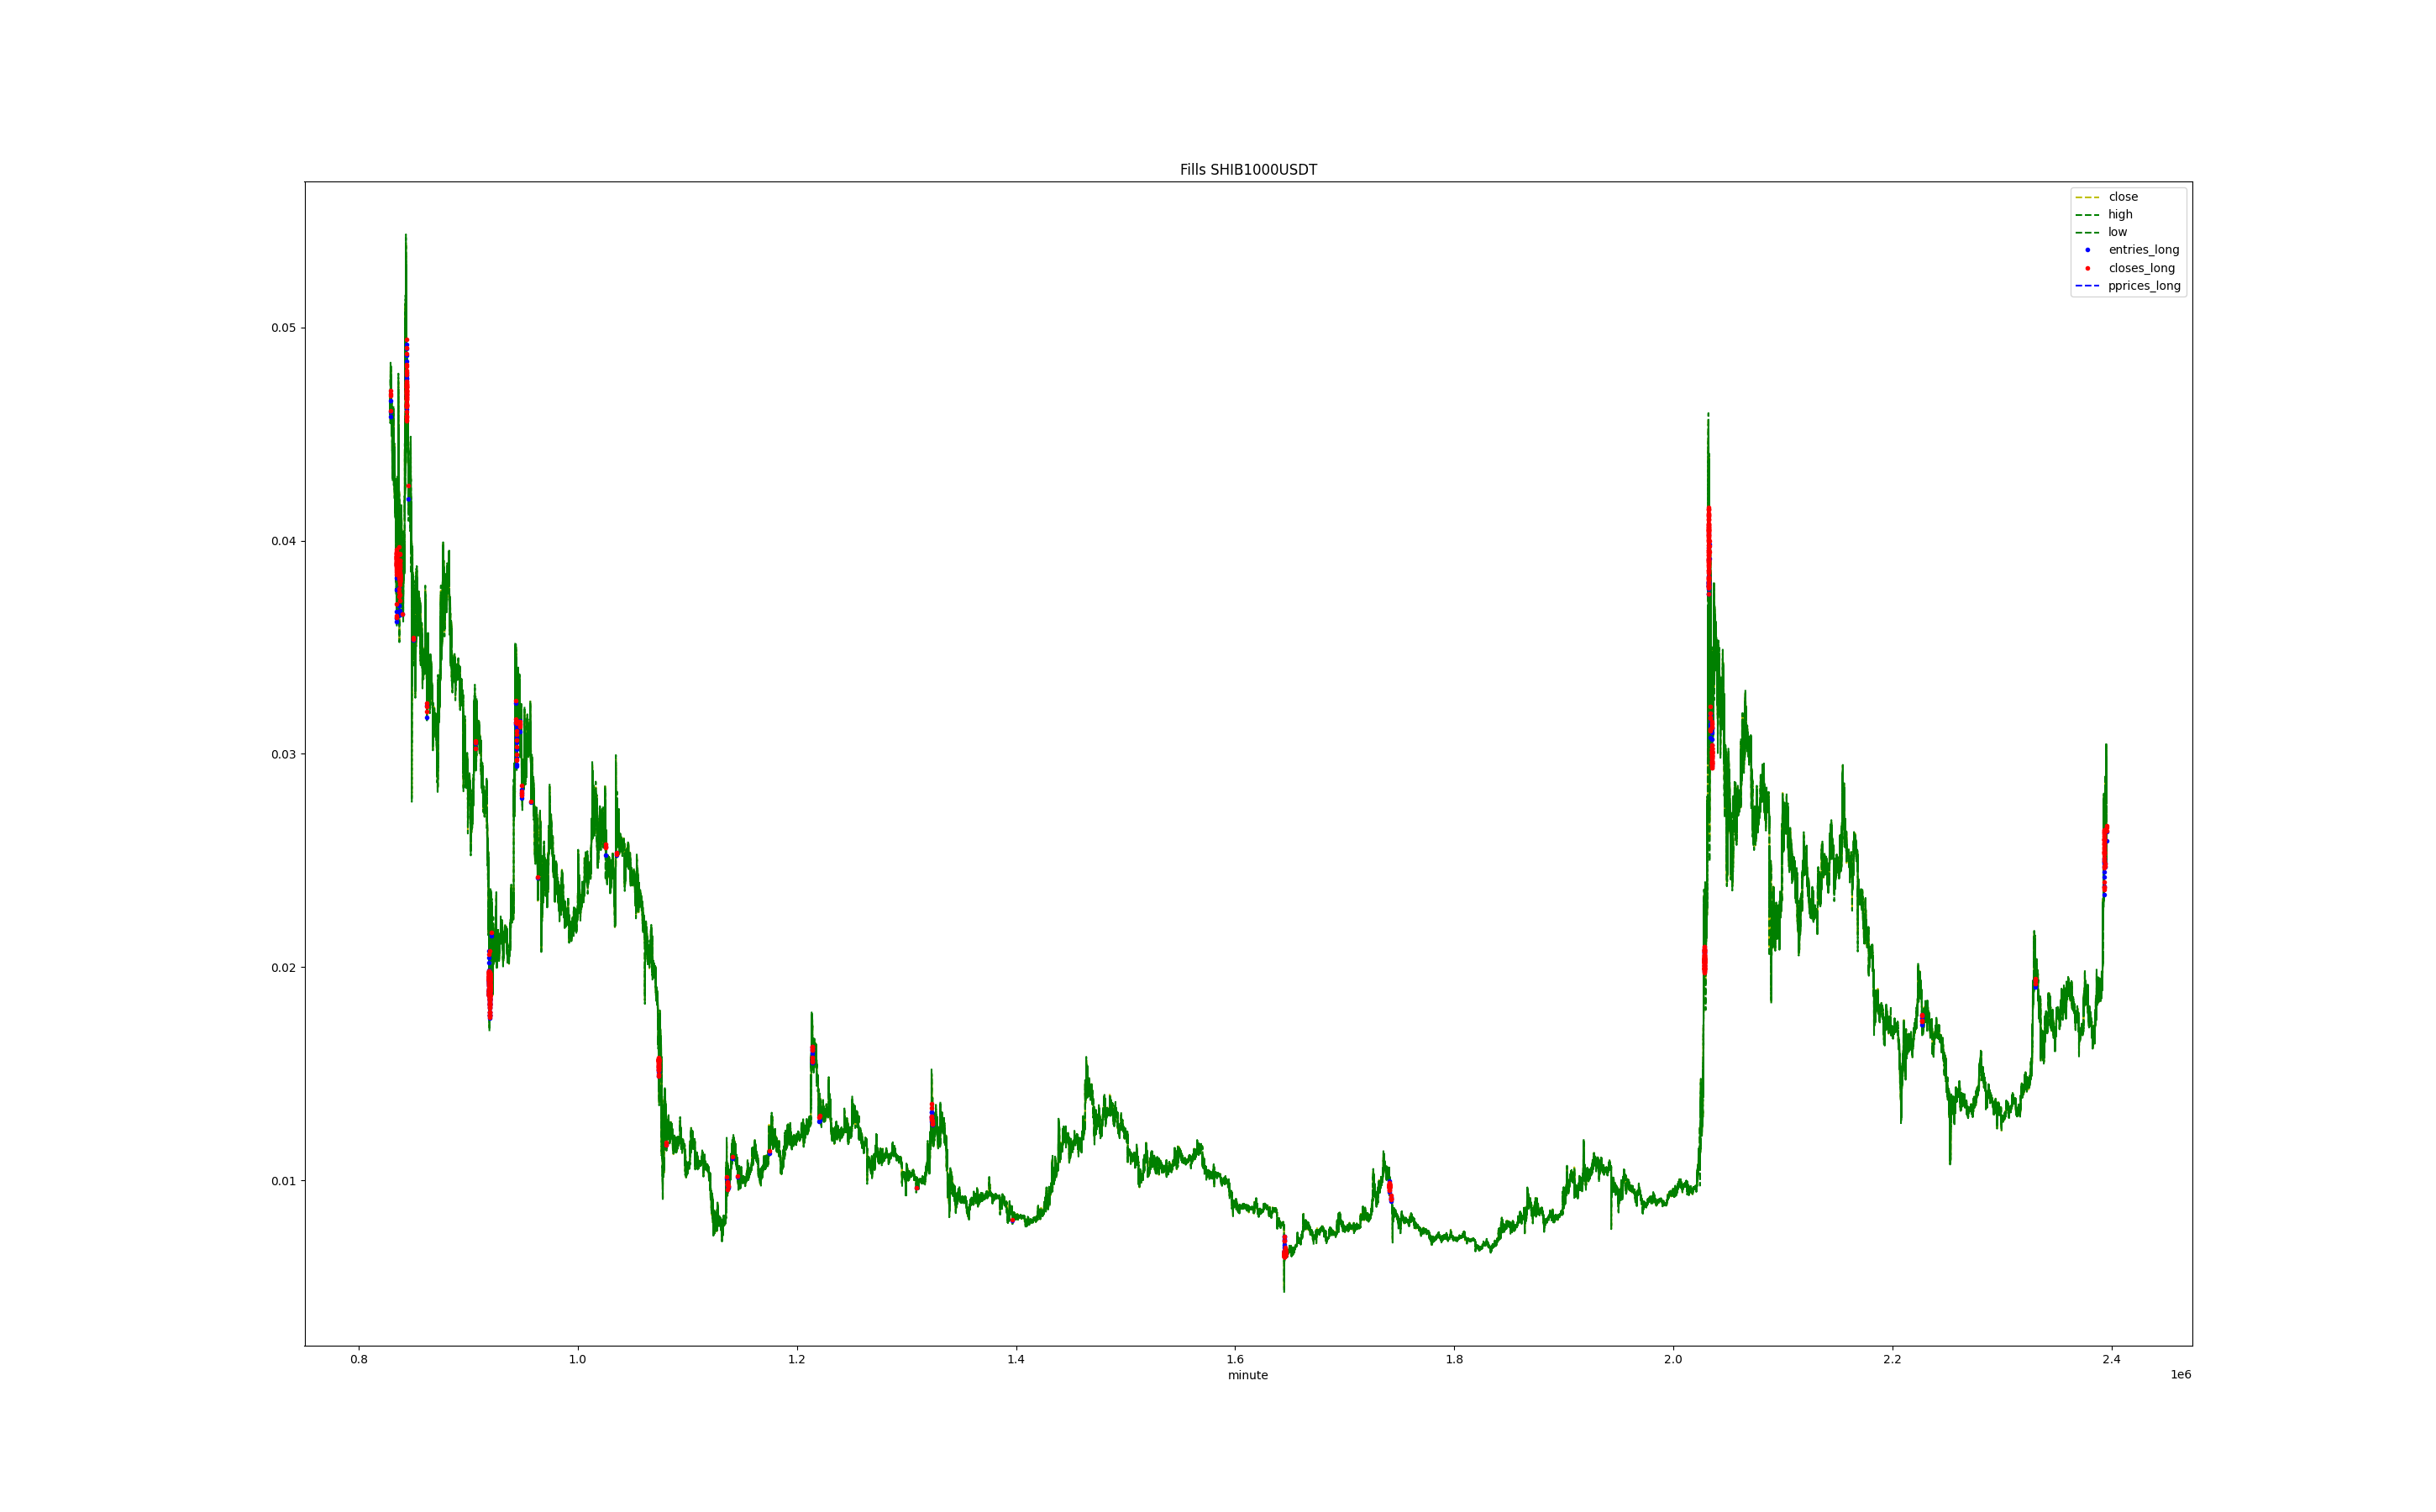 Fills SHIB1000USDT
close
high
low
entries_long
closes_long
pprices_long
0.05
0.04
0.03
0.02
0.01
0.8 1.0 1.2 1.4 1.6 1.8 2.0 2.2 2.4
minute
1e6